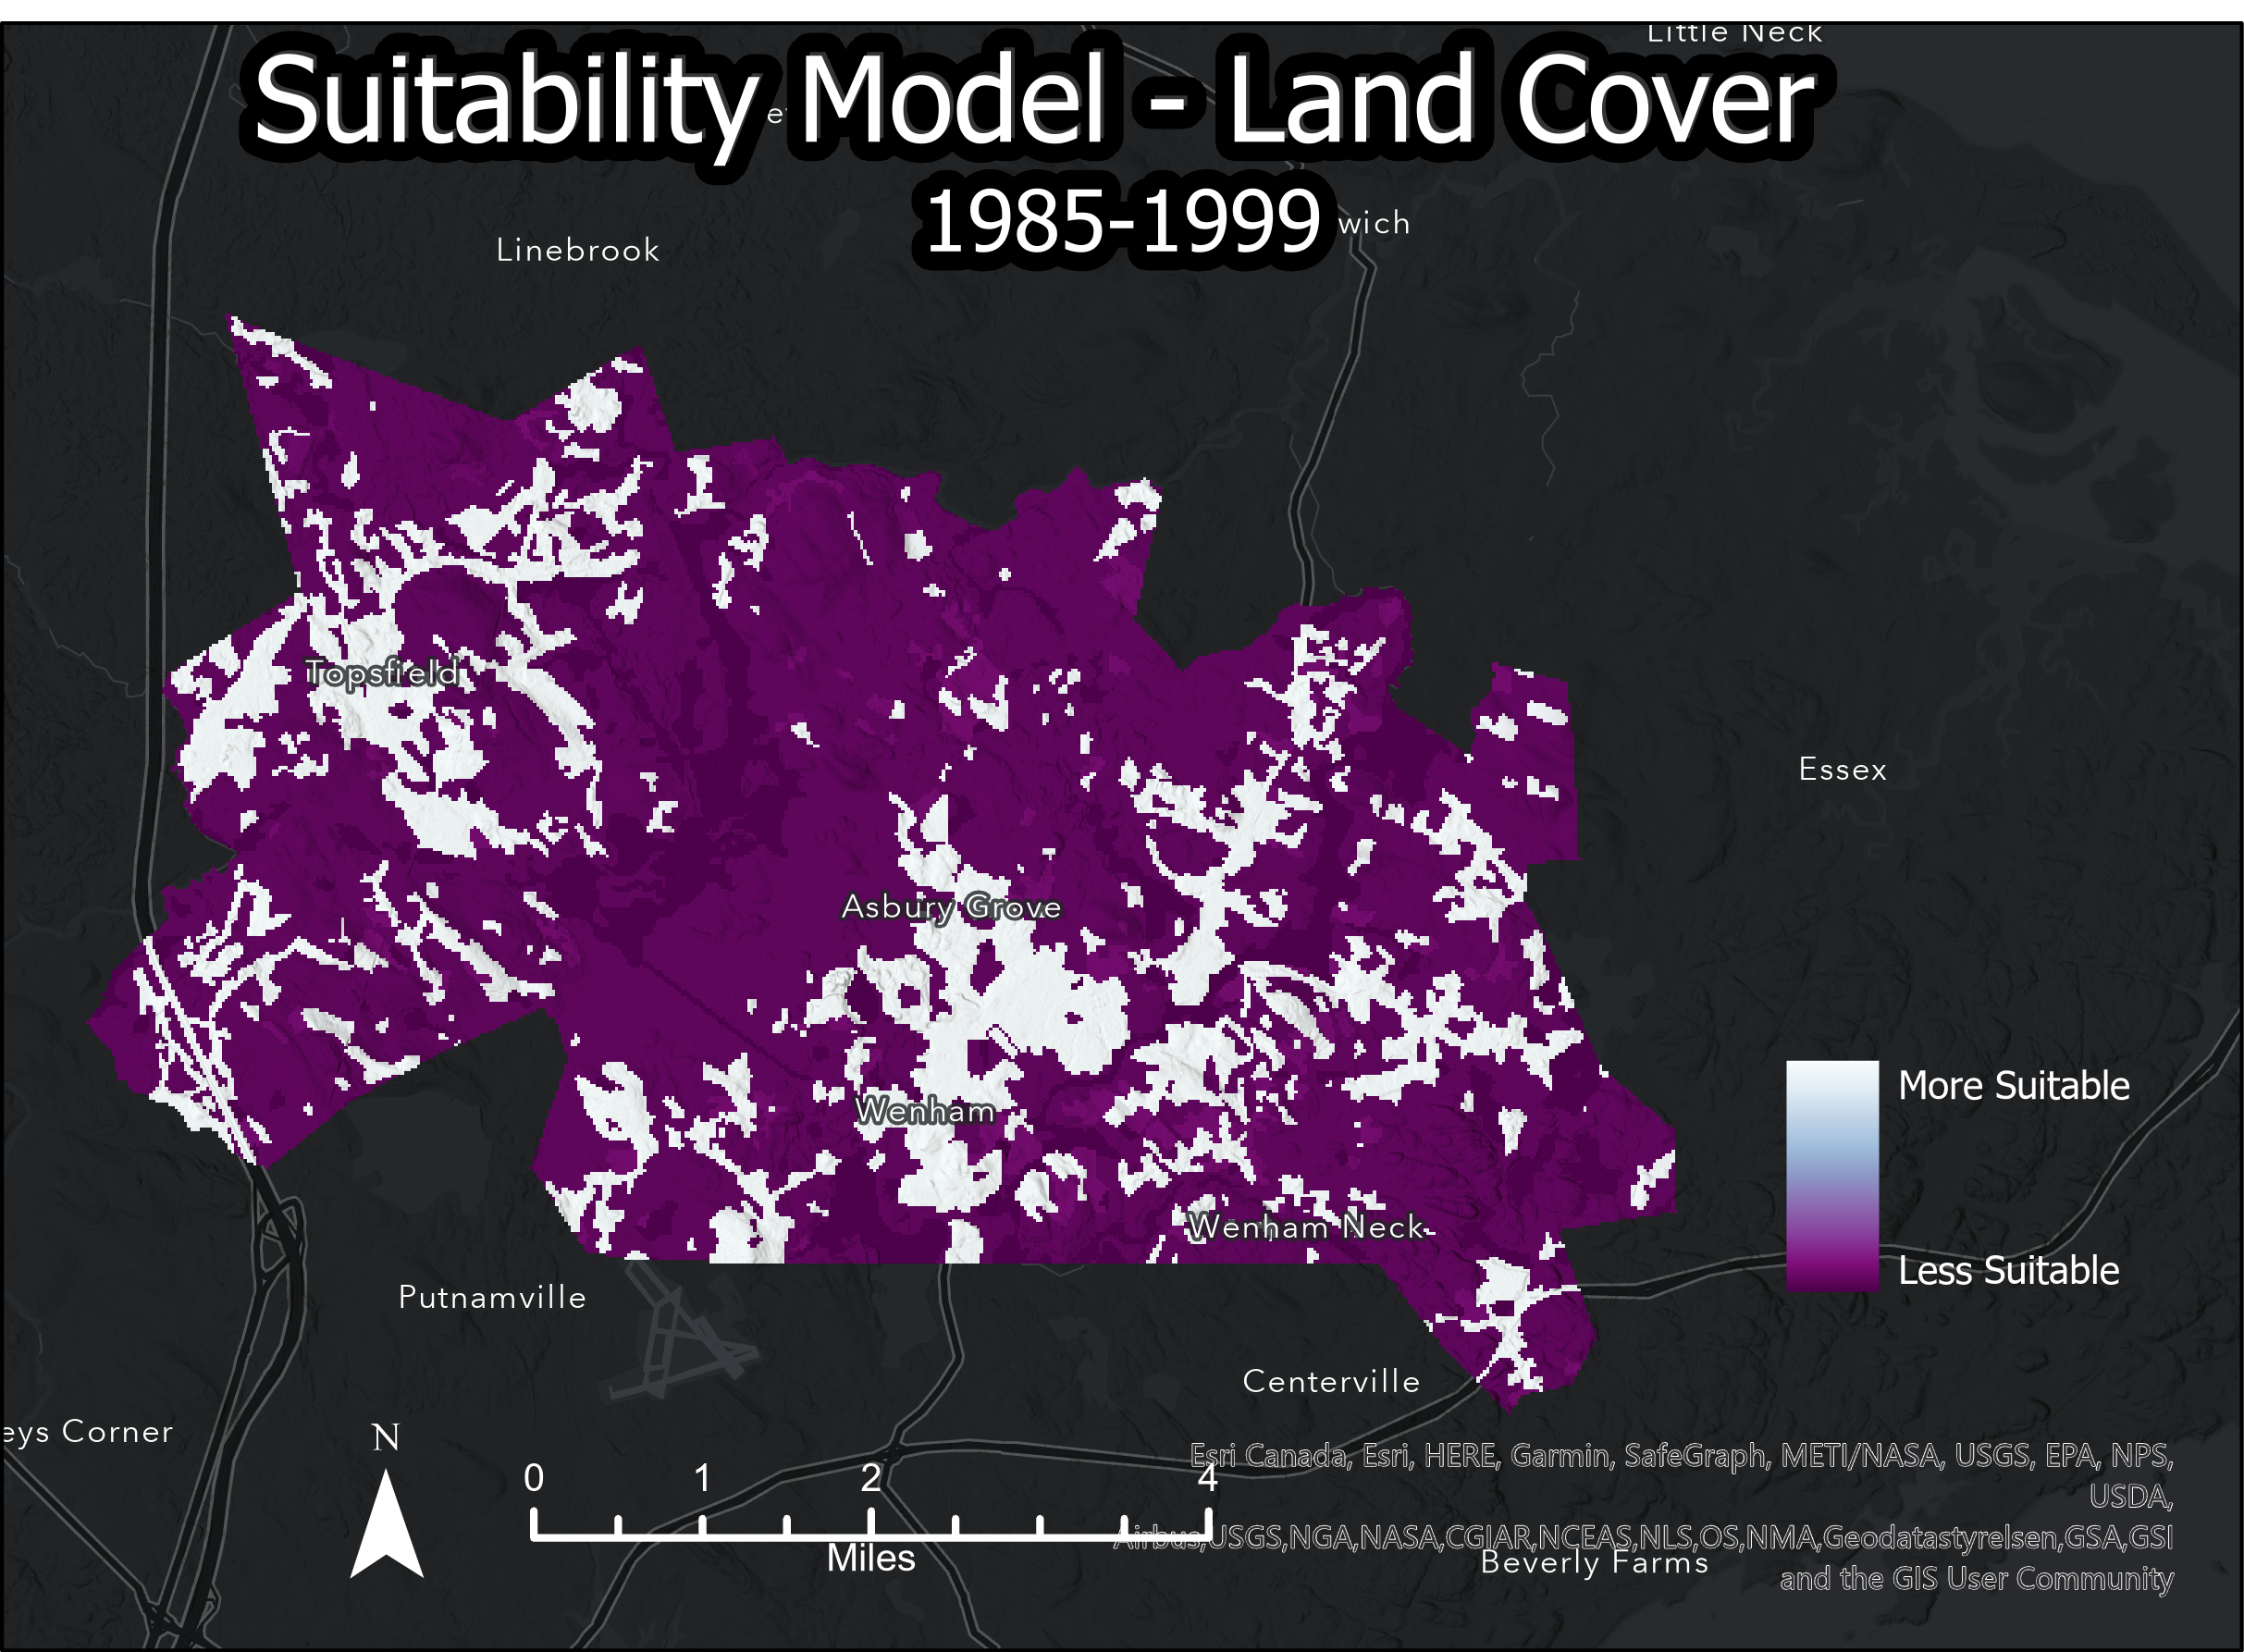 Little Neck
Suitability Model - Land Cover
1985-1999
wich
Linebrook
Topsfield
Essex
Asbury Grove
Wenham
More Suitable
Wenham Neck
Less Suitable
Putnamville
Centerville
eys Corner
N
0 1 2 4
Miles
Esri Canada, Esri, HERE, Garmin, SafeGraph, METI/NASA, USGS, EPA, NPS,
USDA,
Airbus,USGS,NGA,NASA,CGIAR,NCEAS,NLS,OS,NMA,Geodatastyrelsen,GSA,GSI
Beverly Farms
and the GIS User Community